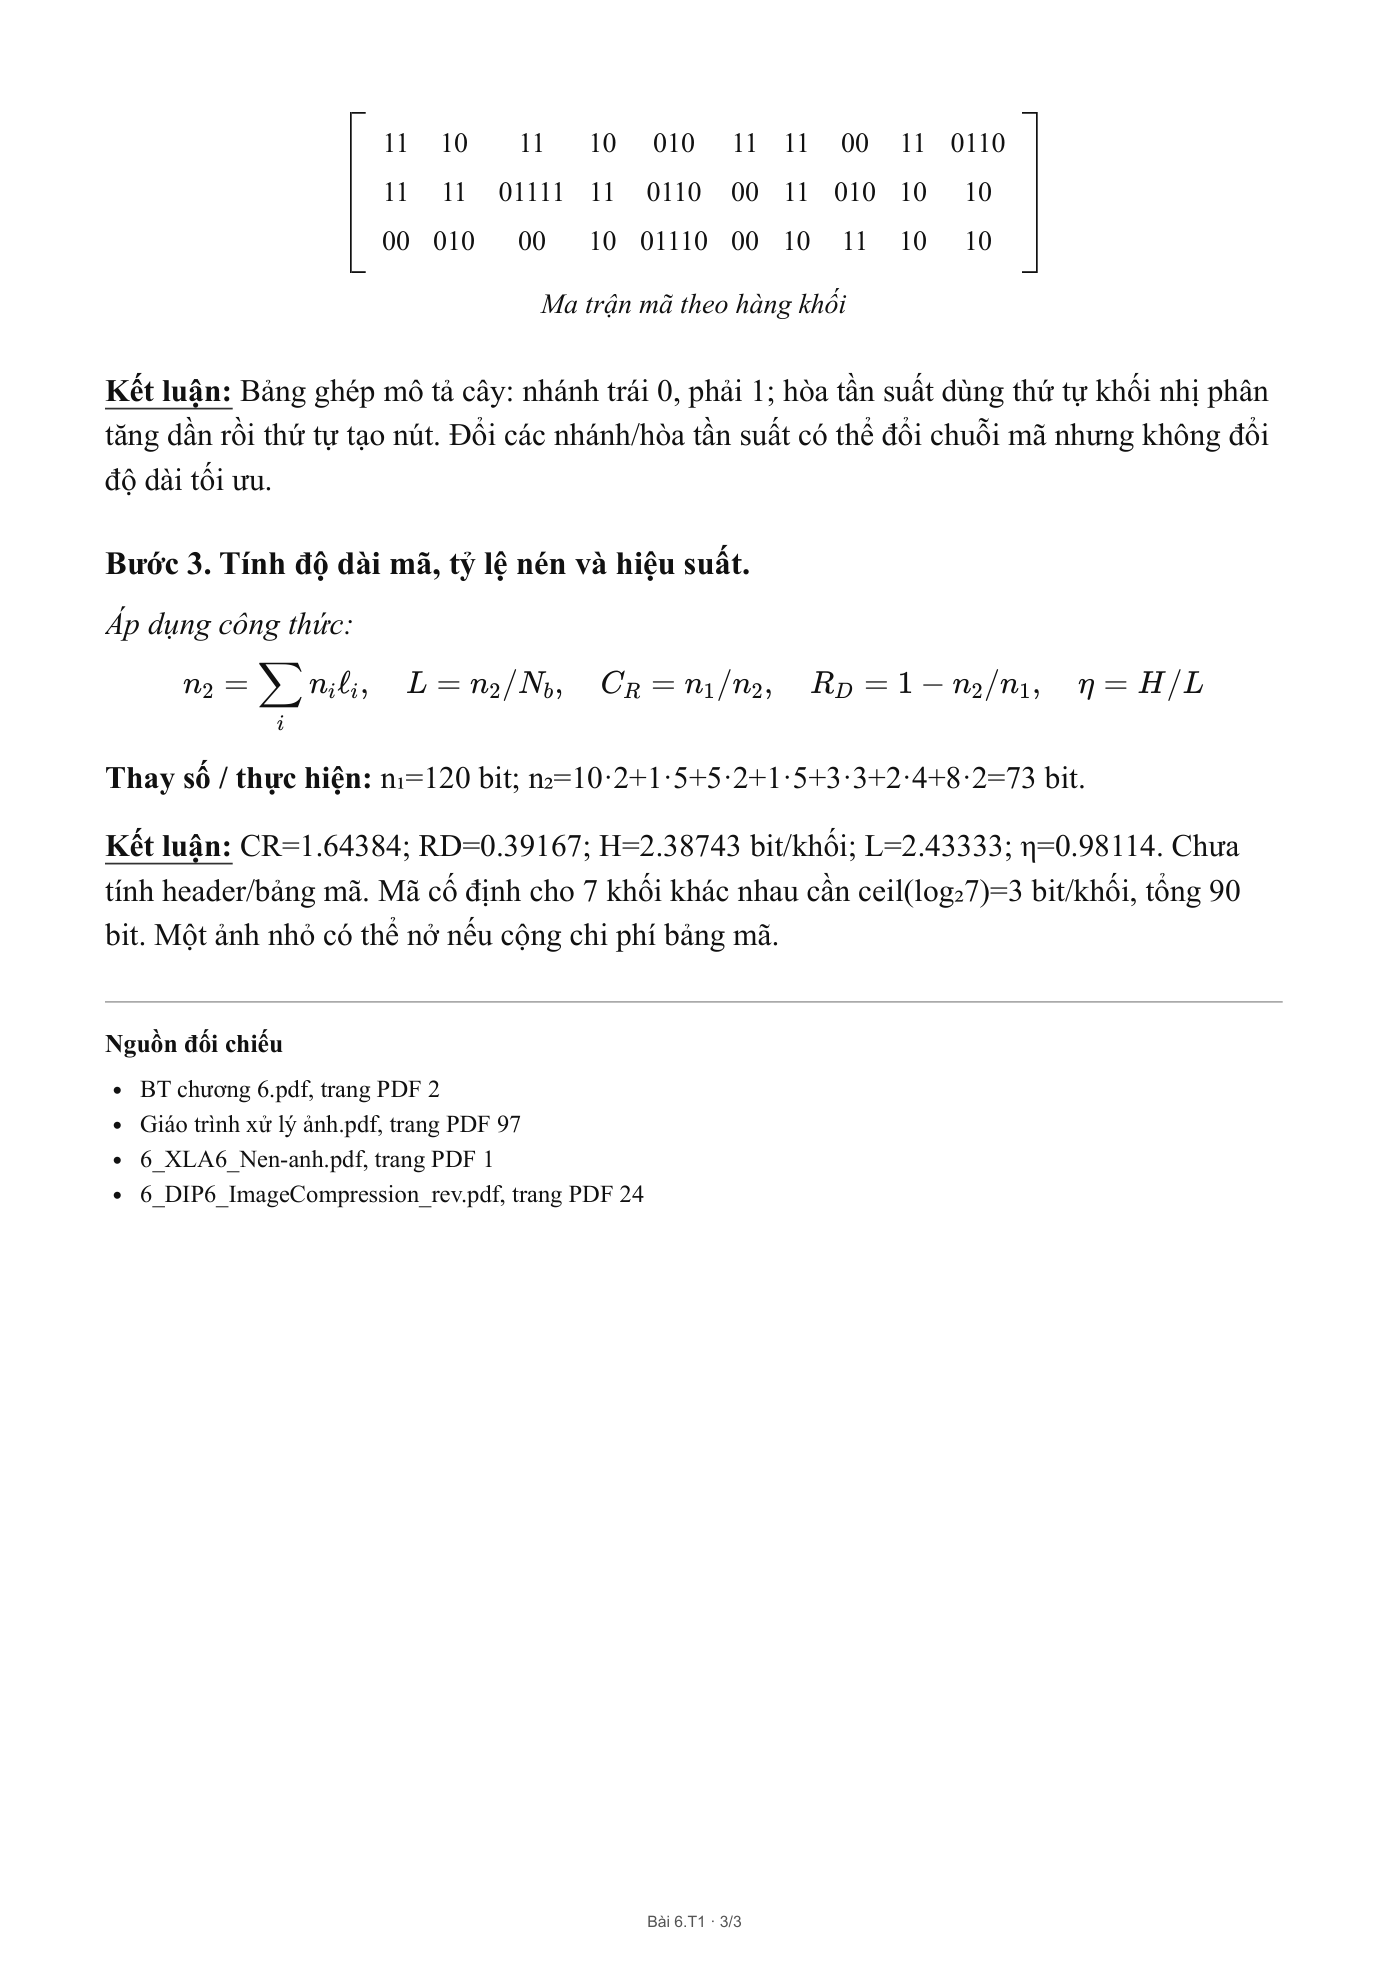 11 10 11 10 010 11 11 00 11 0110
11 11 01111 11 0110 00 11 010 10 10
00 010 00 10 01110 00 10 11 10 10
Ma trận mã theo hàng khối
Kết luận: Bảng ghép mô tả cây: nhánh trái 0, phải 1; hòa tần suất dùng thứ tự khối nhị phân
tăng dần rồi thứ tự tạo nút. Đổi các nhánh/hòa tần suất có thể đổi chuỗi mã nhưng không đổi
độ dài tối ưu.
Bước 3. Tính độ dài mã, tỷ lệ nén và hiệu suất.
Áp dụng công thức:
n₂ = ∑ᵢ nᵢℓᵢ, L = n₂/N_b, C_R = n₁/n₂, R_D = 1 − n₂/n₁, η = H/L
Thay số / thực hiện: n₁=120 bit; n₂=10·2+1·5+5·2+1·5+3·3+2·4+8·2=73 bit.
Kết luận: CR=1.64384; RD=0.39167; H=2.38743 bit/khối; L=2.43333; η=0.98114. Chưa
tính header/bảng mã. Mã cố định cho 7 khối khác nhau cần ceil(log₂7)=3 bit/khối, tổng 90
bit. Một ảnh nhỏ có thể nở nếu cộng chi phí bảng mã.
Nguồn đối chiếu
• BT chương 6.pdf, trang PDF 2
• Giáo trình xử lý ảnh.pdf, trang PDF 97
• 6_XLA6_Nen-anh.pdf, trang PDF 1
• 6_DIP6_ImageCompression_rev.pdf, trang PDF 24
Bài 6.T1 · 3/3